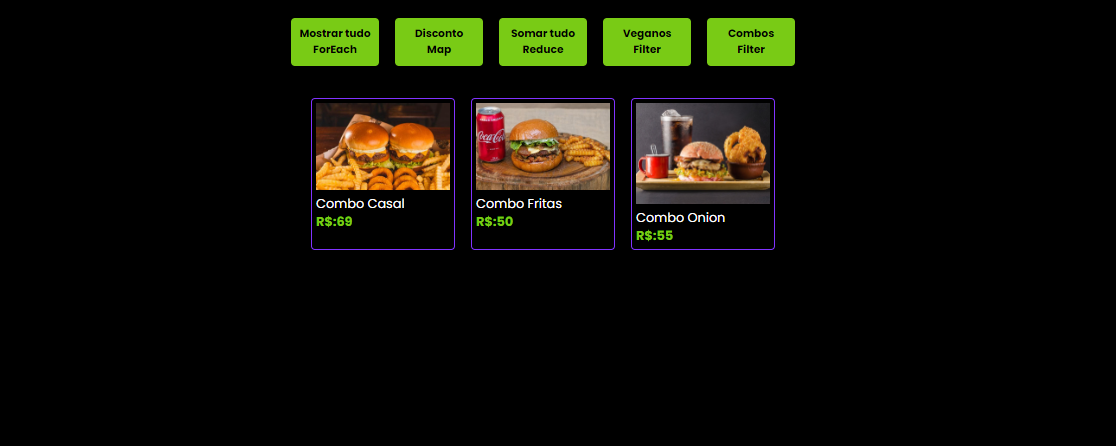 Mostrar tudo
ForEach
Disconto
Map
Somar tudo
Reduce
Veganos
Filter
Combos
Filter
Coca-Cola
Combo Casal
R$:69
Combo Fritas
R$:50
Combo Onion
R$:55